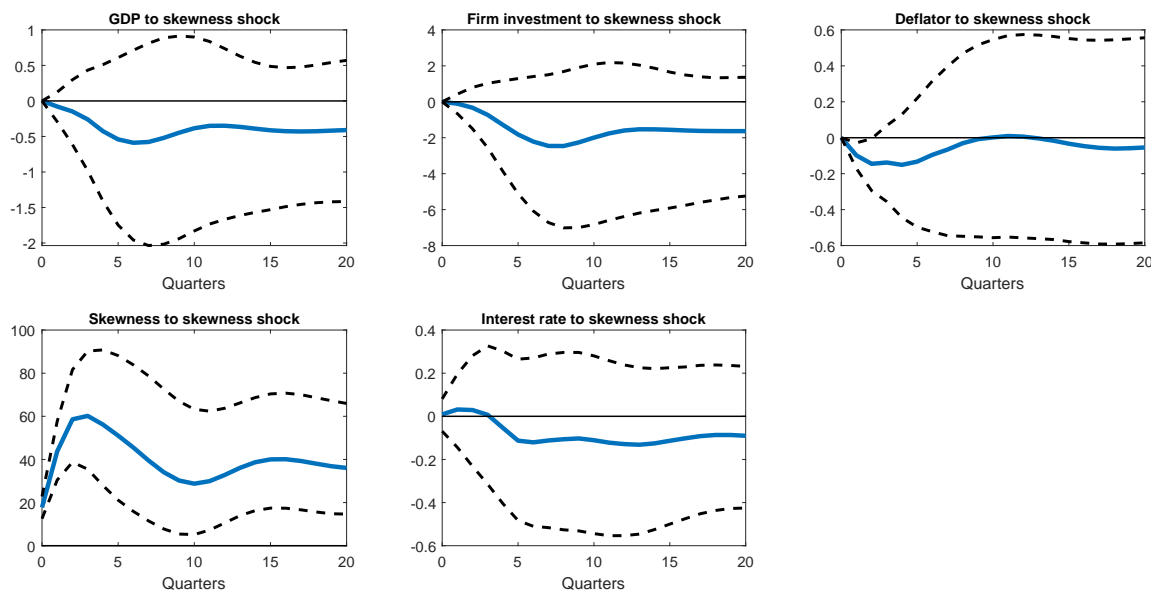 GDP to skewness shock
1
0.5
0
-0.5
-1
-1.5
-2
0 5 10 15 20
Quarters
Firm investment to skewness shock
4
2
0
-2
-4
-6
-8
0 5 10 15 20
Quarters
Deflator to skewness shock
0.6
0.4
0.2
0
-0.2
-0.4
-0.6
0 5 10 15 20
Quarters
Skewness to skewness shock
100
80
60
40
20
0
0 5 10 15 20
Quarters
Interest rate to skewness shock
0.4
0.2
0
-0.2
-0.4
-0.6
0 5 10 15 20
Quarters